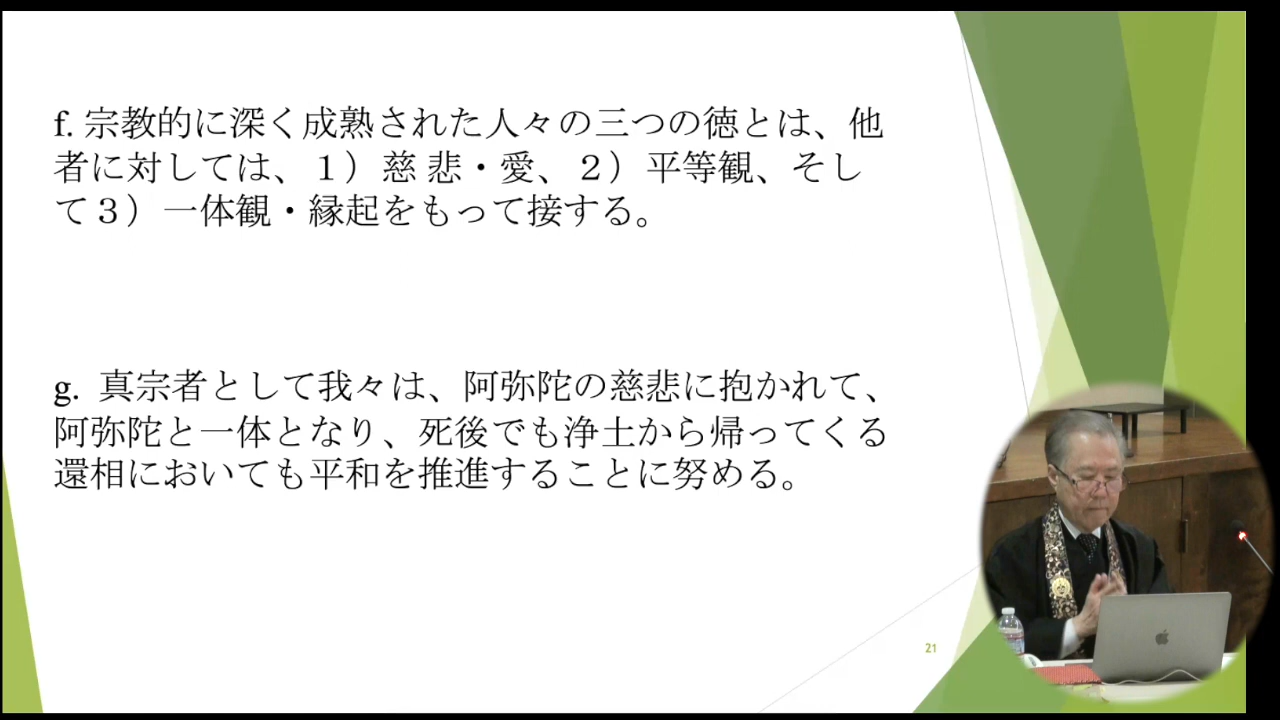 f. 宗教的に深く成熟された人々の三つの徳とは、他
者に対しては、１）慈 悲・愛、２）平等観、そし
て３）一体観・縁起をもって接する。
g. 真宗者として我々は、阿弥陀の慈悲に抱かれて、
阿弥陀と一体となり、死後でも浄土から帰ってくる
還相においても平和を推進することに努める。
21